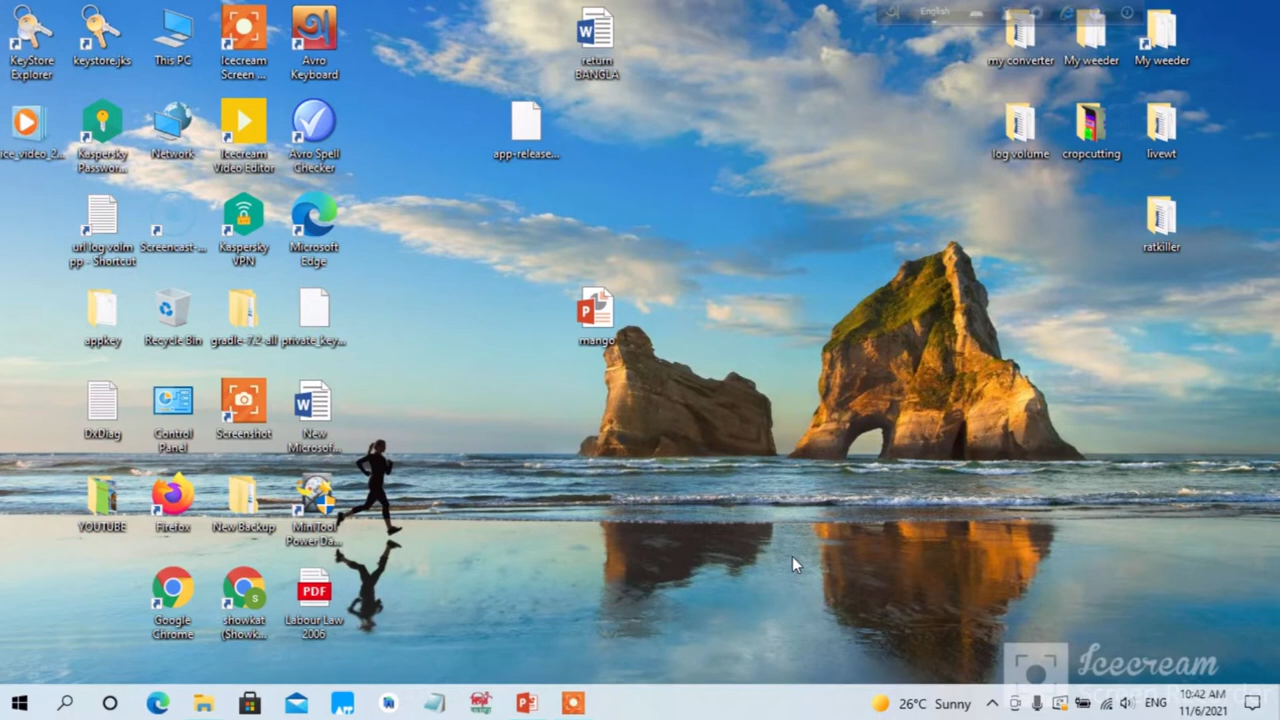 KeyStore
Explorer
keystore.jks
This PC
Icecream
Screen ...
Avro
Keyboard
return
BANGLA
English
my converter
My weeder
My weeder
ice_video_2...
Kaspersky
Passwor...
Network
Icecream
Video Editor
Avro Spell
Checker
app-release...
log volume
cropcutting
livewt
url log volm
pp - Shortcut
Screencast-...
Kaspersky
VPN
Microsoft
Edge
ratkiller
appkey
Recycle Bin
gradle-7.2-all
private_key...
mango
DxDiag
Control
Panel
Screenshot
New
Microsof...
YOUTUBE
Firefox
New Backup
MiniTool
Power Da...
Google
Chrome
showkat
(Showk...
PDF
Labour Law
2006
Icecream
26°C Sunny
ENG
10:42 AM
11/6/2021